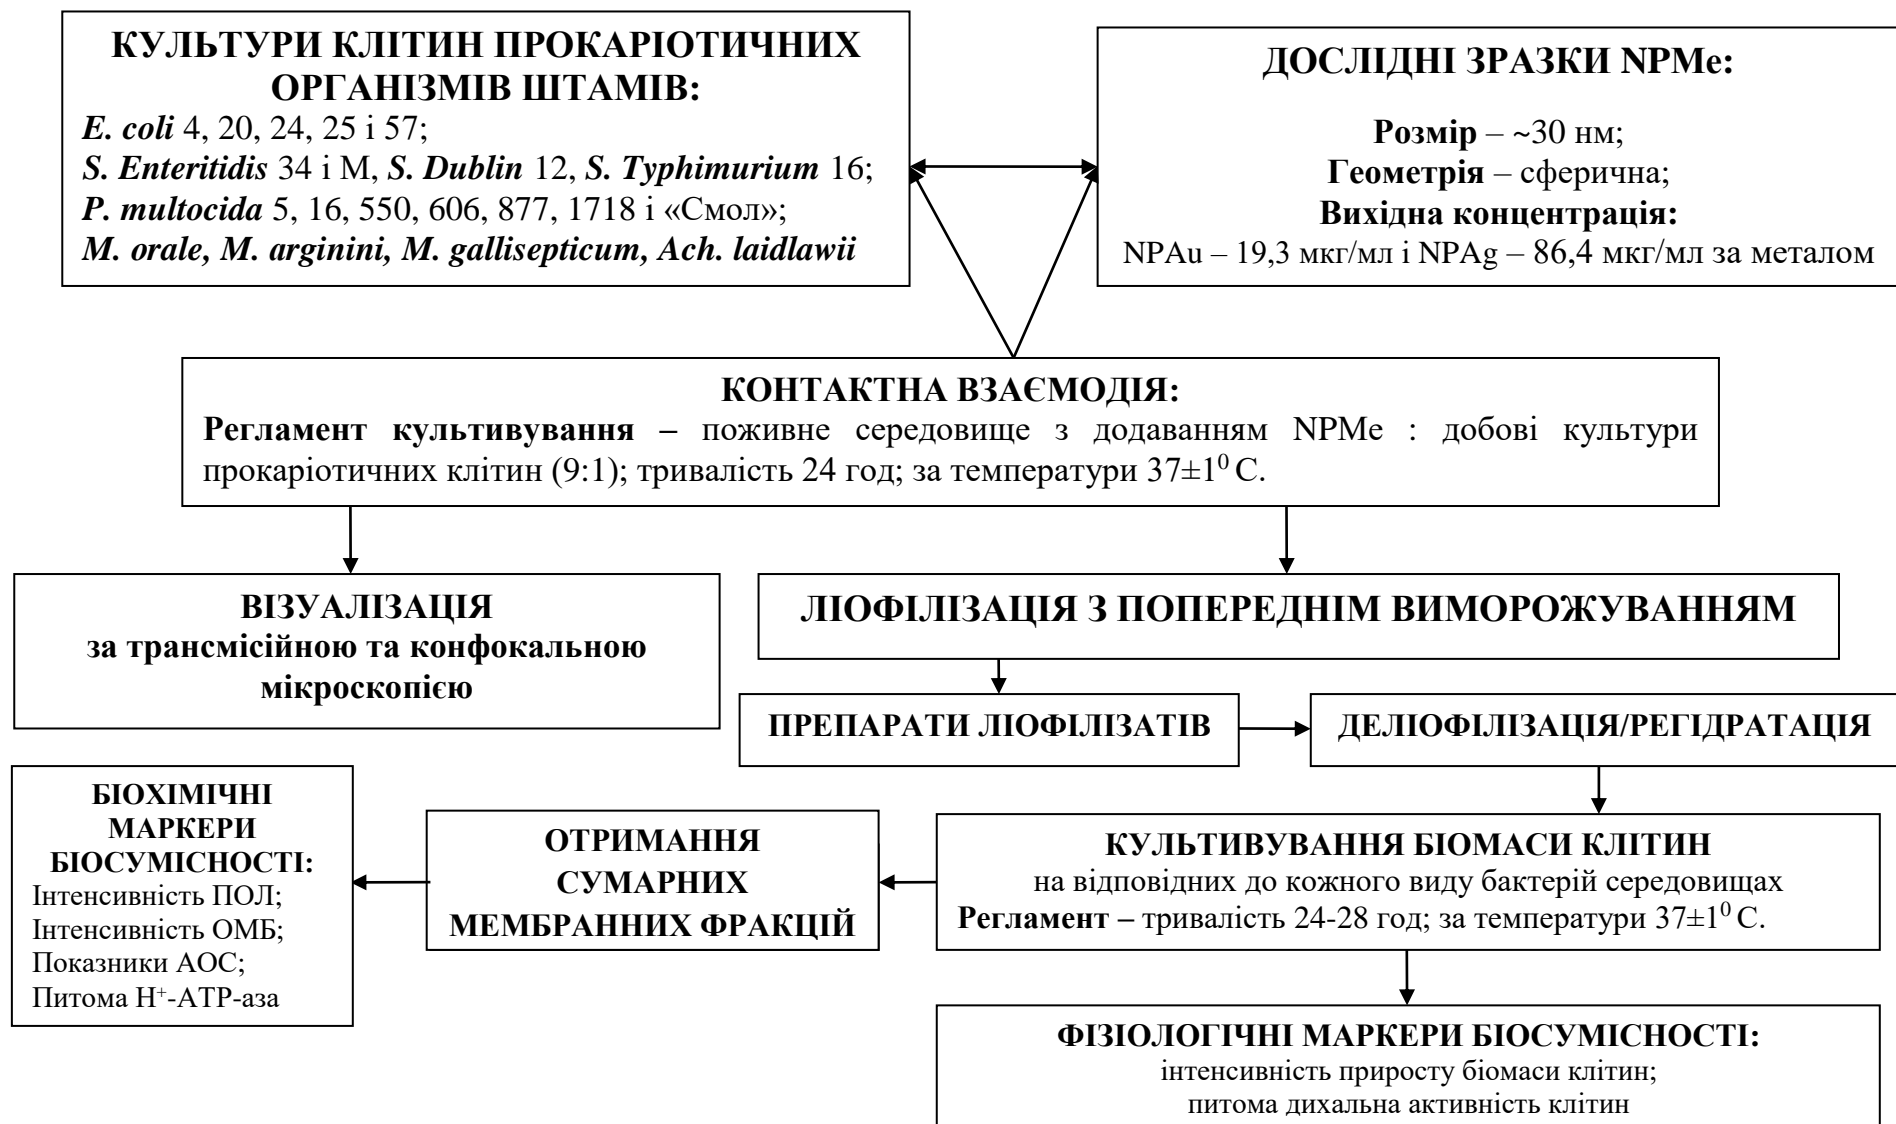 КУЛЬТУРИ КЛІТИН ПРОКАРІОТИЧНИХ
ОРГАНІЗМІВ ШТАМІВ:
E. coli 4, 20, 24, 25 і 57;
S. Enteritidis 34 і М, S. Dublin 12, S. Typhimurium 16;
P. multocida 5, 16, 550, 606, 877, 1718 і «Смол»;
M. orale, M. arginini, M. gallisepticum, Ach. laidlawii
ДОСЛІДНІ ЗРАЗКИ NPMe:
Розмір – ~30 нм;
Геометрія – сферична;
Вихідна концентрація:
NPAu – 19,3 мкг/мл і NPAg – 86,4 мкг/мл за металом
КОНТАКТНА ВЗАЄМОДІЯ:
Регламент культивування – поживне середовище з додаванням NPMe : добові культури
прокаріотичних клітин (9:1); тривалість 24 год; за температури 37±1⁰ С.
ВІЗУАЛІЗАЦІЯ
за трансмісійною та конфокальною
мікроскопією
ЛІОФІЛІЗАЦІЯ З ПОПЕРЕДНІМ ВИМОРОЖУВАННЯМ
ПРЕПАРАТИ ЛІОФІЛІЗАТІВ
ДЕЛІОФІЛІЗАЦІЯ/РЕГІДРАТАЦІЯ
КУЛЬТИВУВАННЯ БІОМАСИ КЛІТИН
на відповідних до кожного виду бактерій середовищах
Регламент – тривалість 24-28 год; за температури 37±1⁰ С.
ОТРИМАННЯ
СУМАРНИХ
МЕМБРАННИХ ФРАКЦІЙ
БІОХІМІЧНІ
МАРКЕРИ
БІОСУМІСНОСТІ:
Інтенсивність ПОЛ;
Інтенсивність ОМБ;
Показники АОС;
Питома Н⁺-АТР-аза
ФІЗІОЛОГІЧНІ МАРКЕРИ БІОСУМІСНОСТІ:
інтенсивність приросту біомаси клітин;
питома дихальна активність клітин